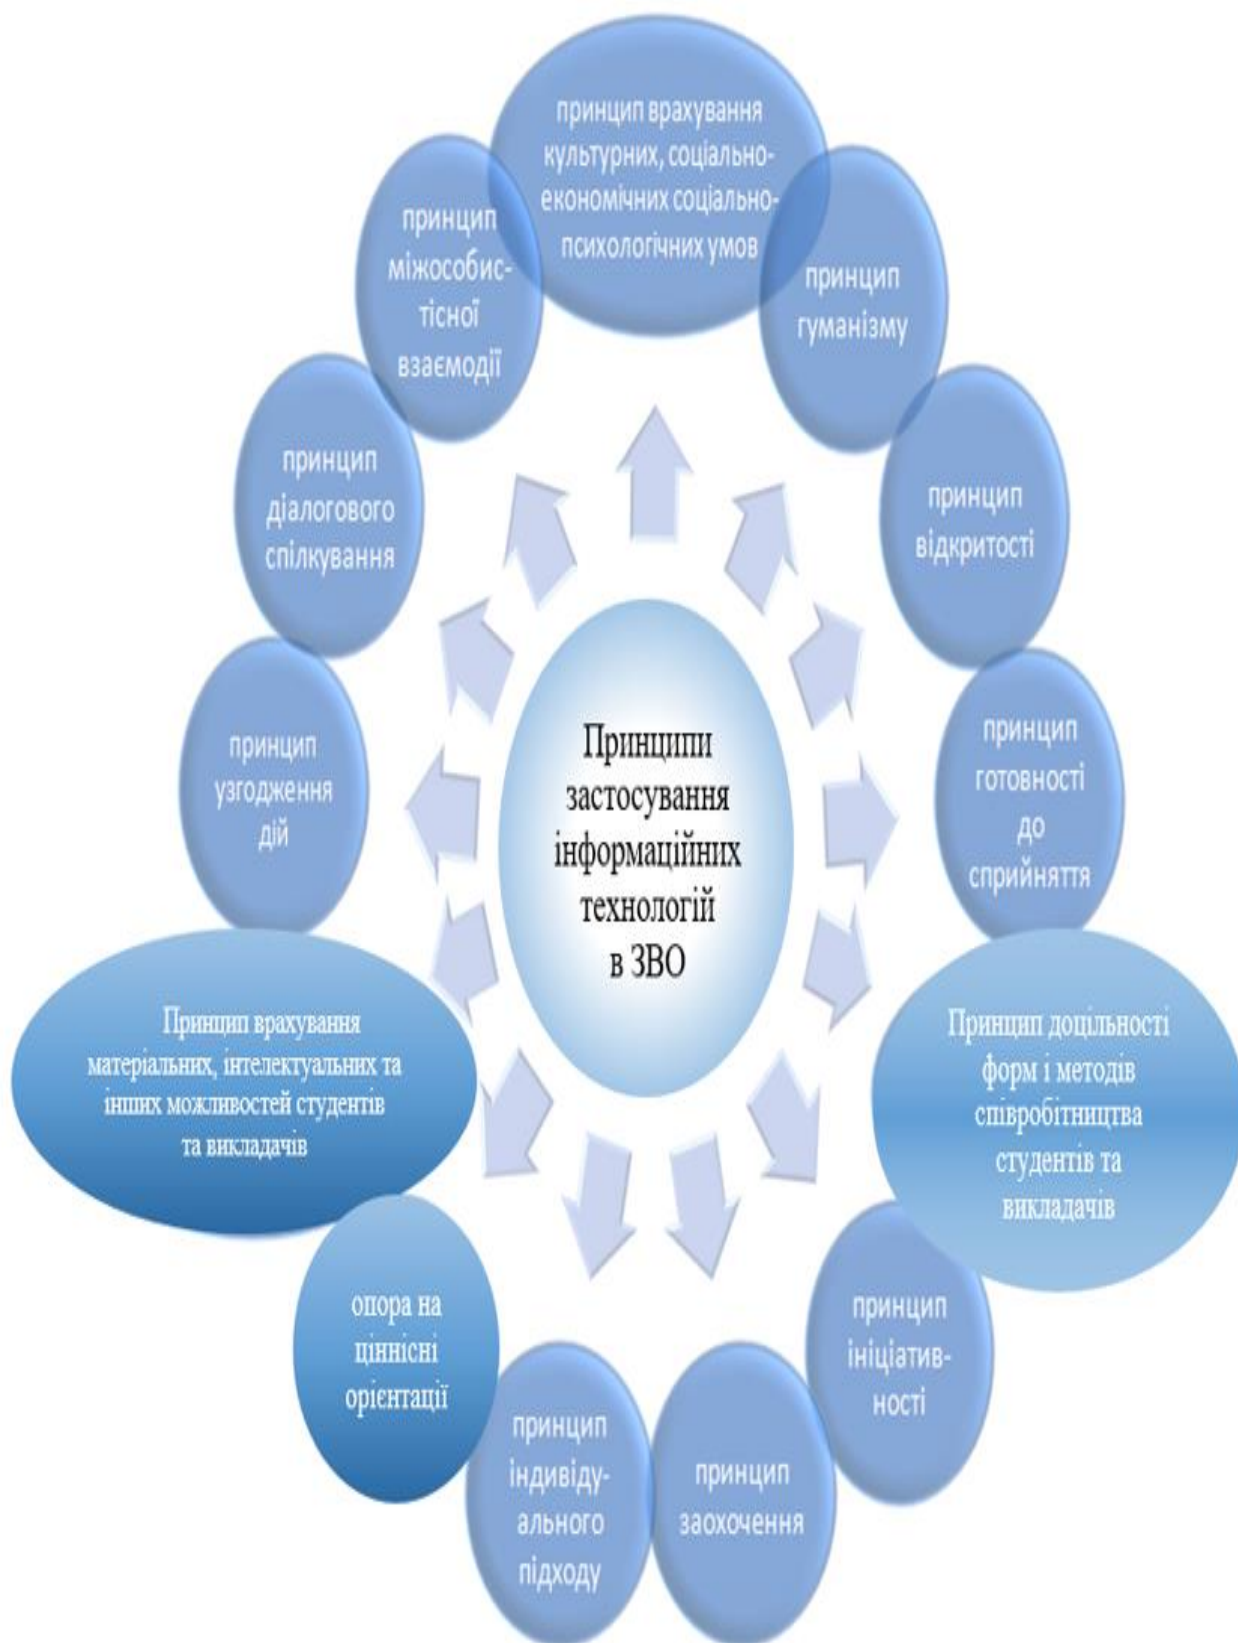 принцип врахування
культурних, соціально-
економічних соціально-
психологічних умов
принцип
гуманізму
принцип
відкритості
принцип
готовності
до
сприйняття
Принцип доцільності
форм і методів
співробітництва
студентів та
викладачів
принцип
ініціатив-
ності
принцип
заохочення
принцип
індивіду-
ального
підходу
опора на
ціннісні
орієнтації
Принцип врахування
матеріальних, інтелектуальних та
інших можливостей студентів
та викладачів
принцип
узгодження
дій
принцип
діалогового
спілкування
принцип
міжособис-
тісної
взаємодії
Принципи
застосування
інформаційних
технологій
в ЗВО